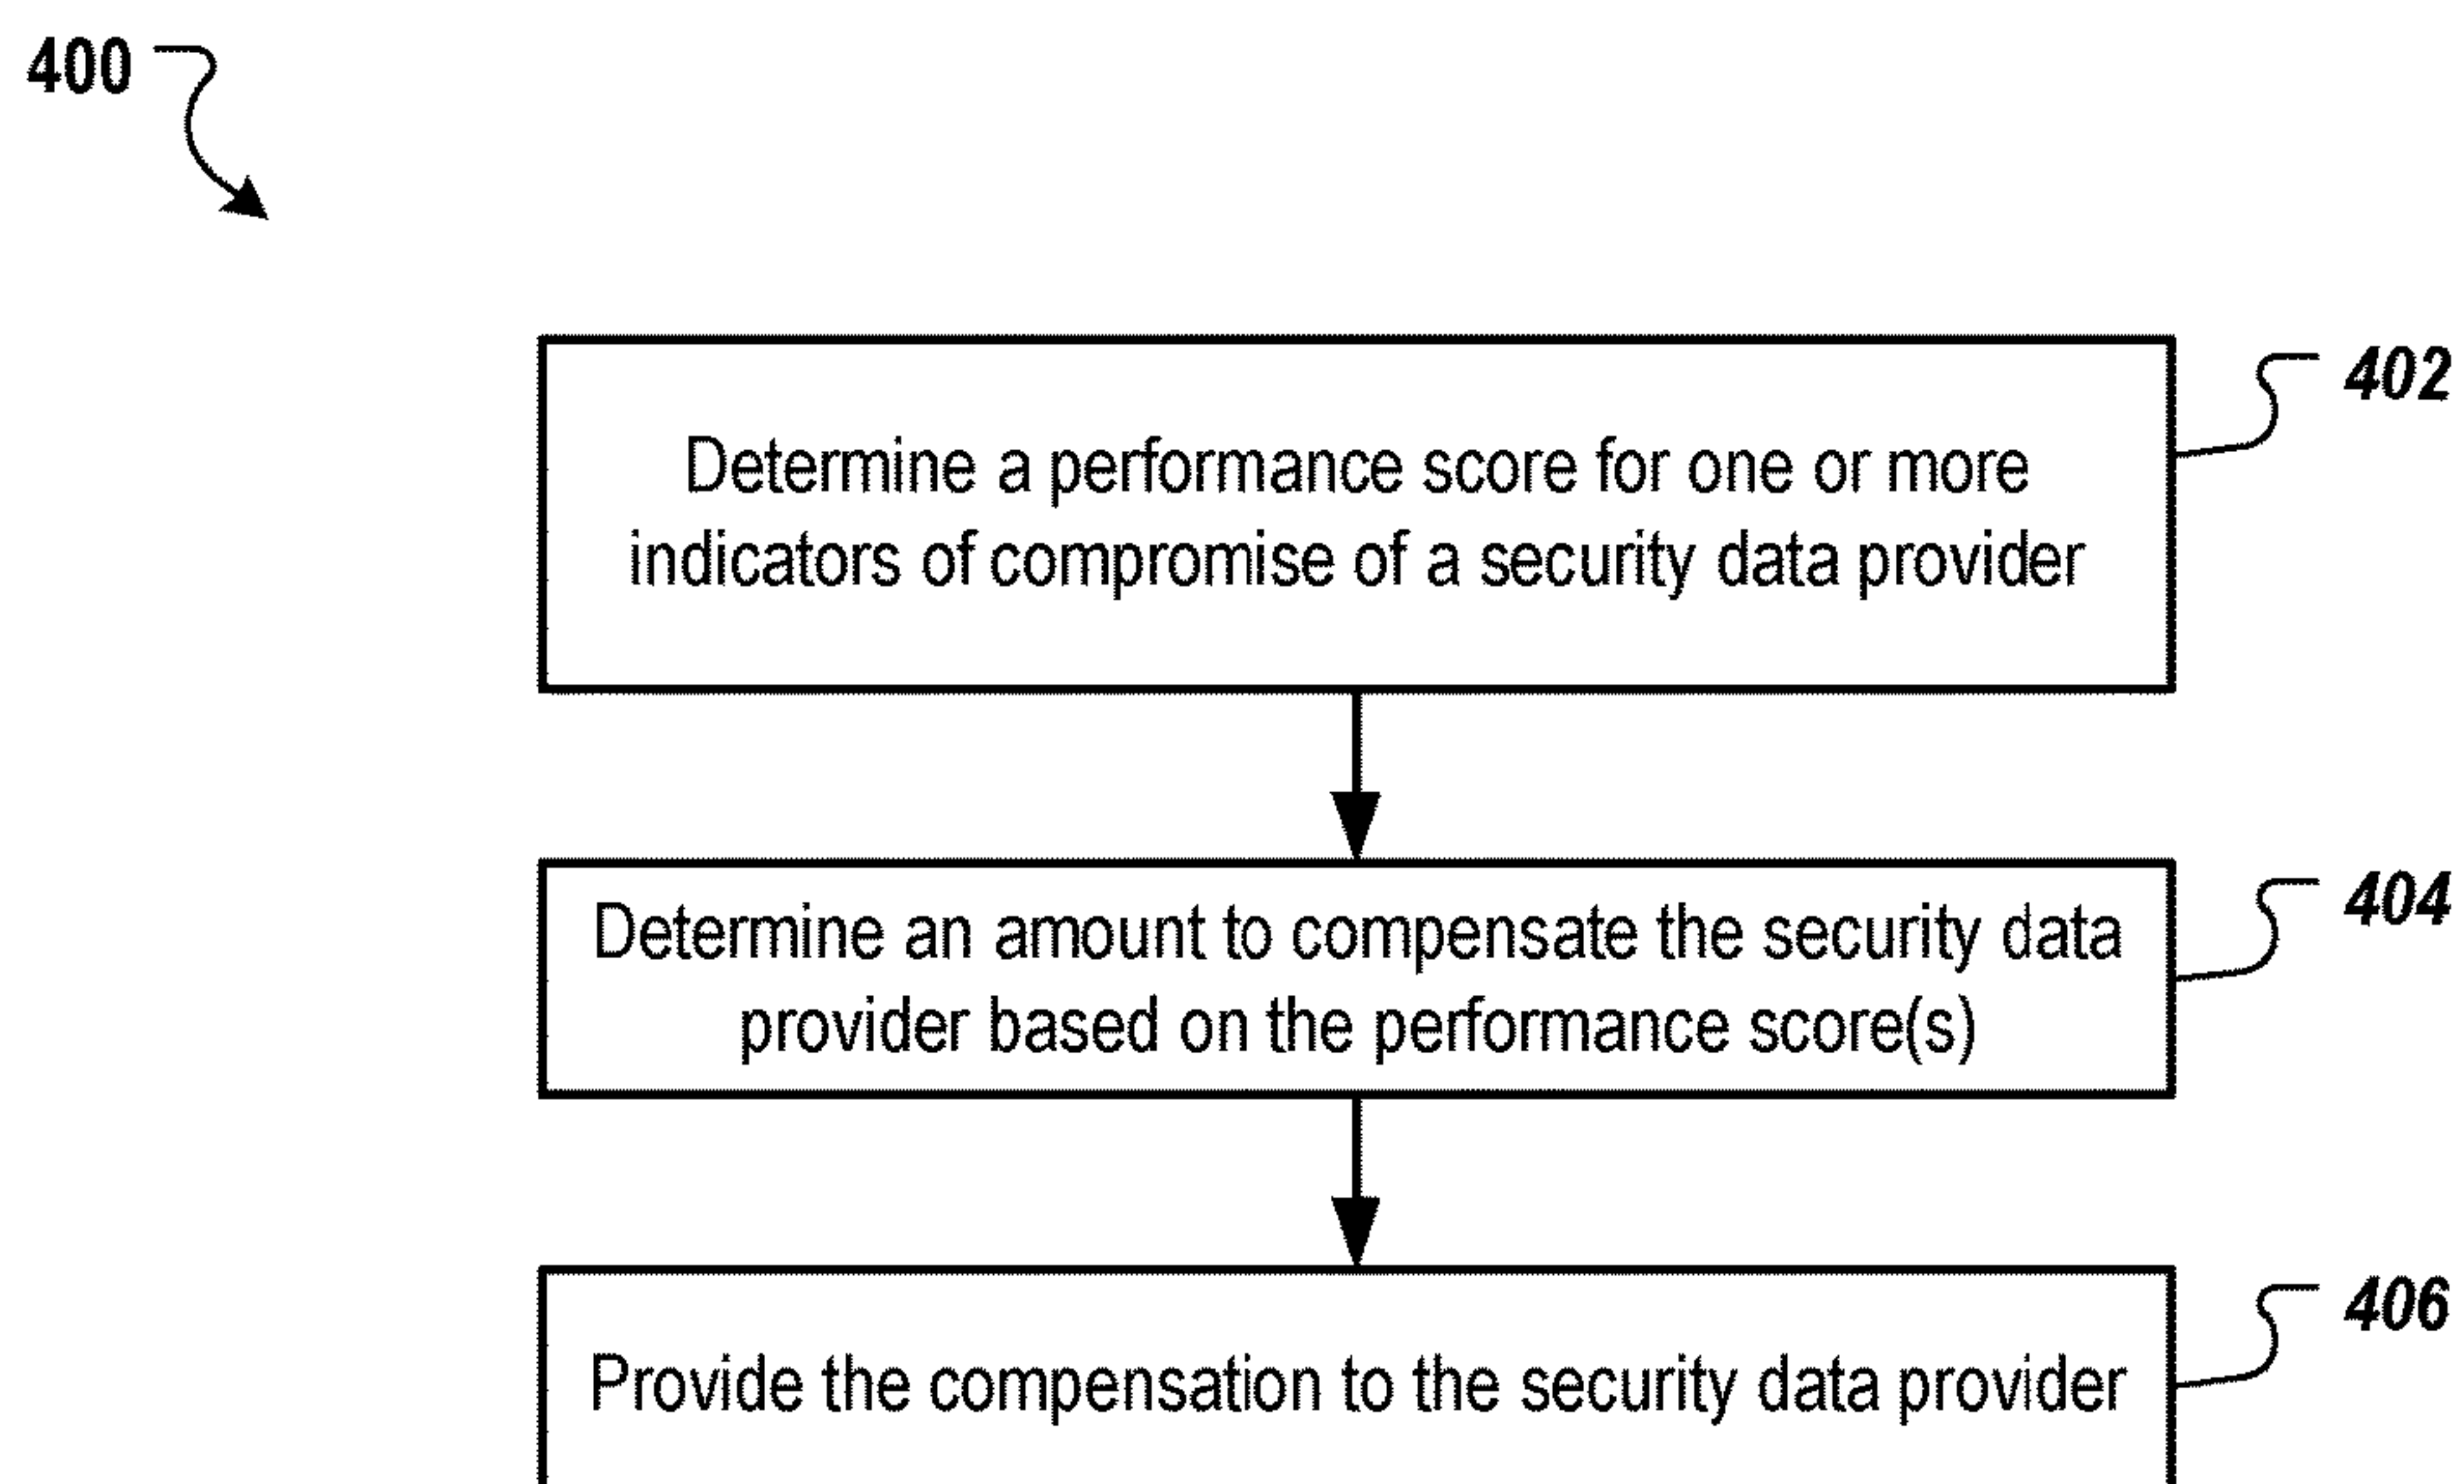 400
402
Determine a performance score for one or more
indicators of compromise of a security data provider
404
Determine an amount to compensate the security data
provider based on the performance score(s)
406
Provide the compensation to the security data provider